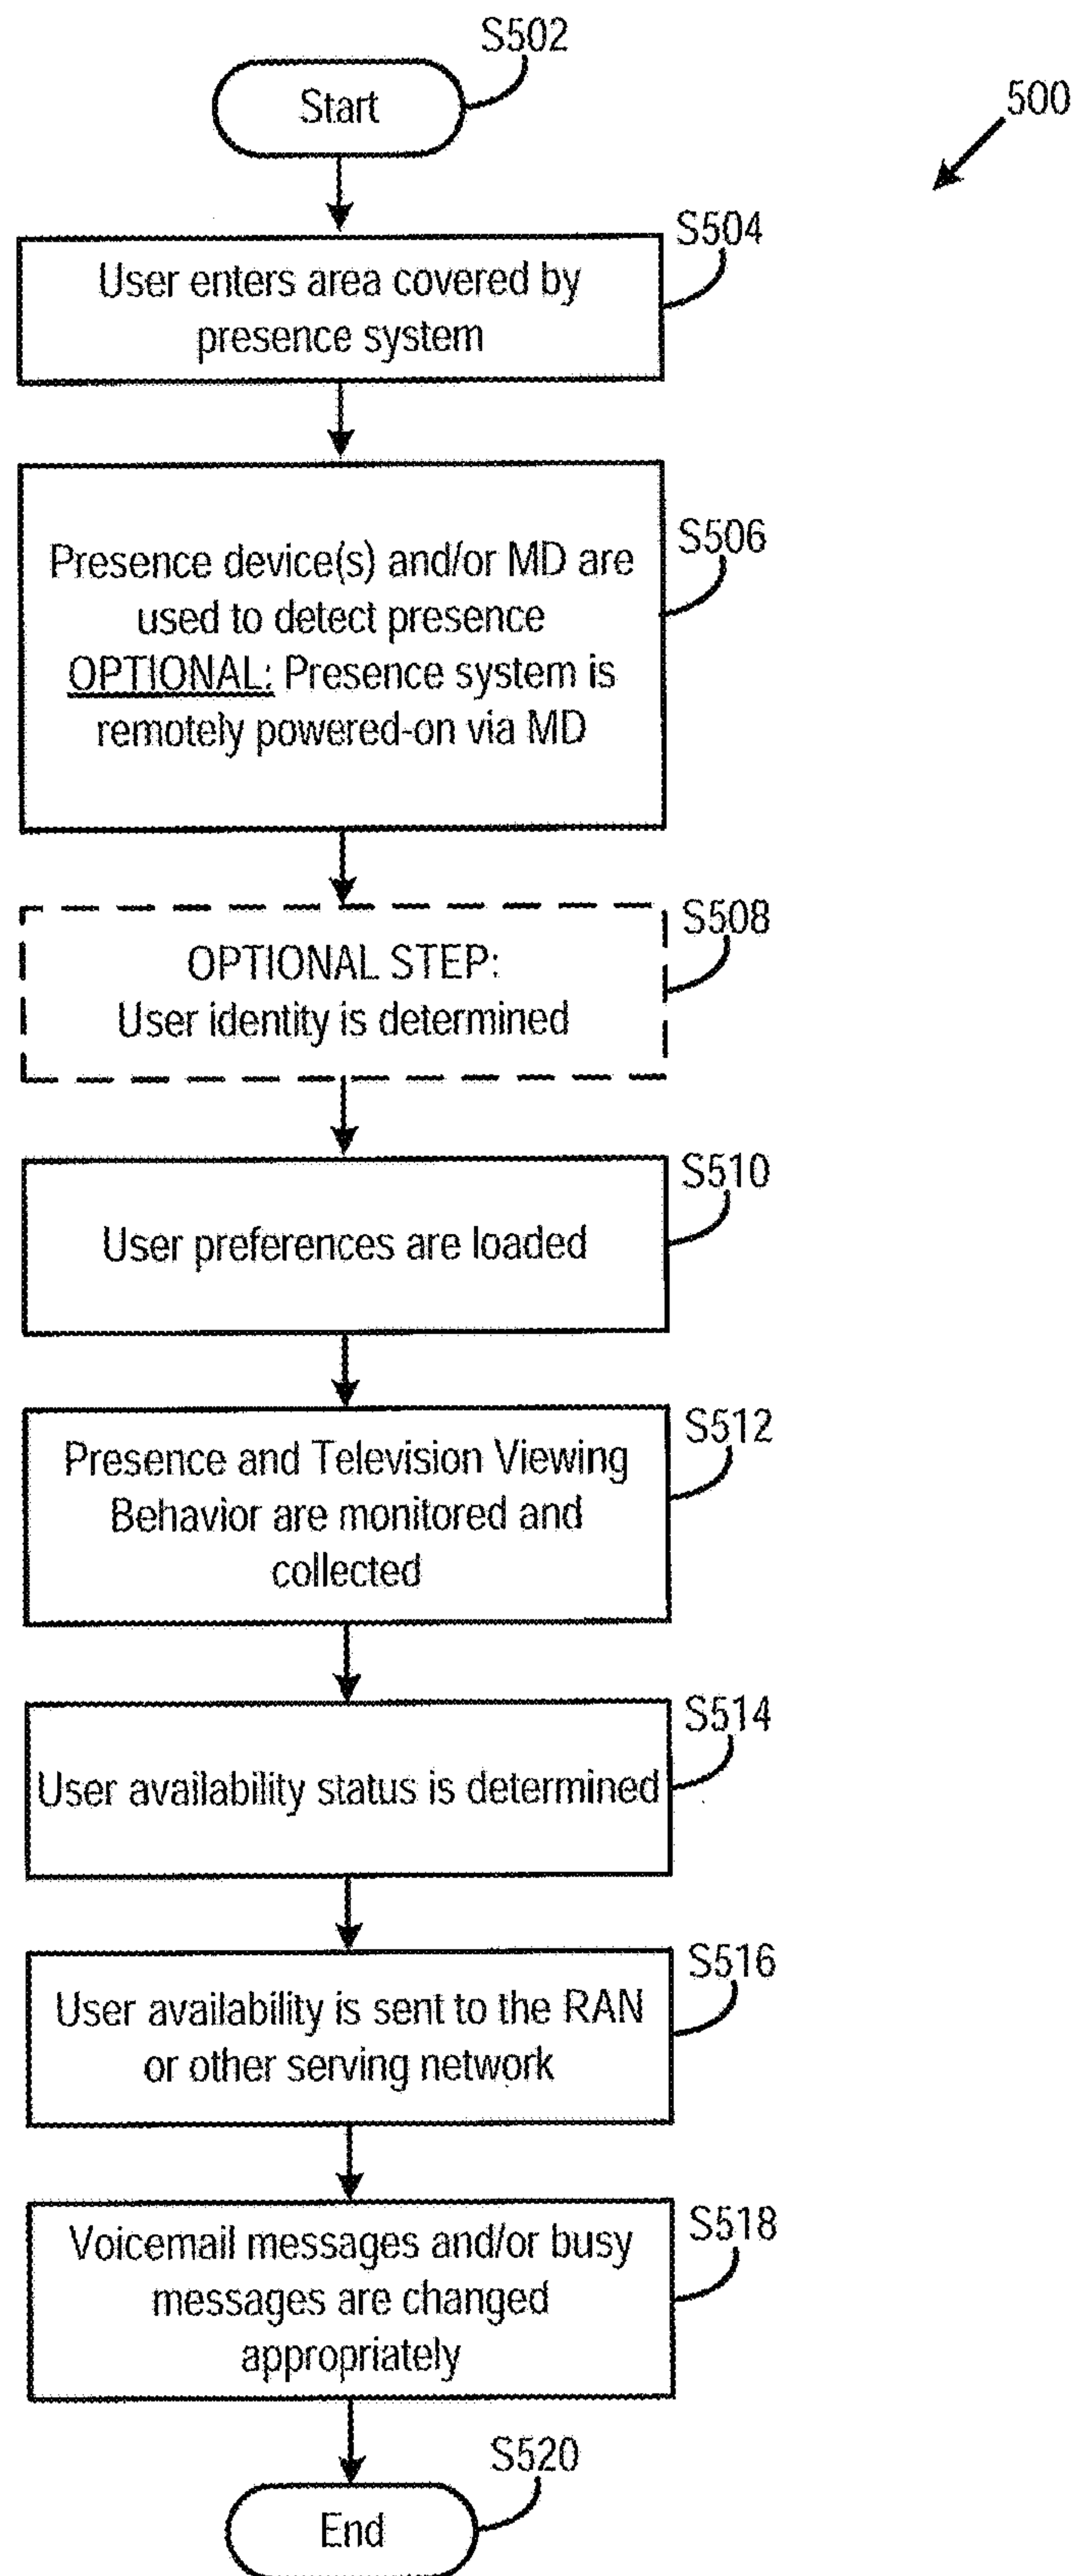 S502
Start
500
S504
User enters area covered by
presence system
S506
Presence device(s) and/or MD are
used to detect presence
OPTIONAL: Presence system is
remotely powered-on via MD
S508
OPTIONAL STEP:
User identity is determined
S510
User preferences are loaded
S512
Presence and Television Viewing
Behavior are monitored and
collected
S514
User availability status is determined
S516
User availability is sent to the RAN
or other serving network
S518
Voicemail messages and/or busy
messages are changed
appropriately
S520
End